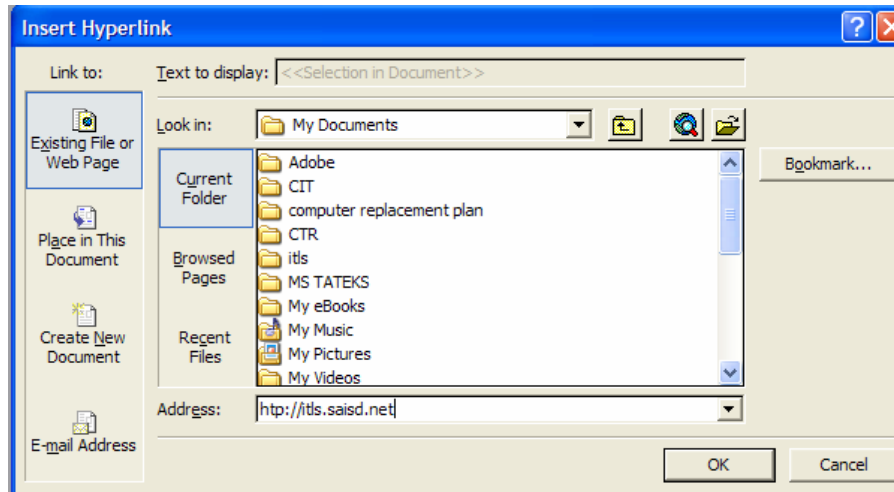 Insert Hyperlink
Link to:
Text to display: <<Selection in Document>>
Existing File or
Web Page
Place in This
Document
Create New
Document
E-mail Address
Look in: My Documents
Current
Folder
Browsed
Pages
Recent
Files
Adobe
CIT
computer replacement plan
CTR
itls
MS TATEKS
My eBooks
My Music
My Pictures
My Videos
Bookmark...
Address: htp://itls.saisd.net
OK
Cancel